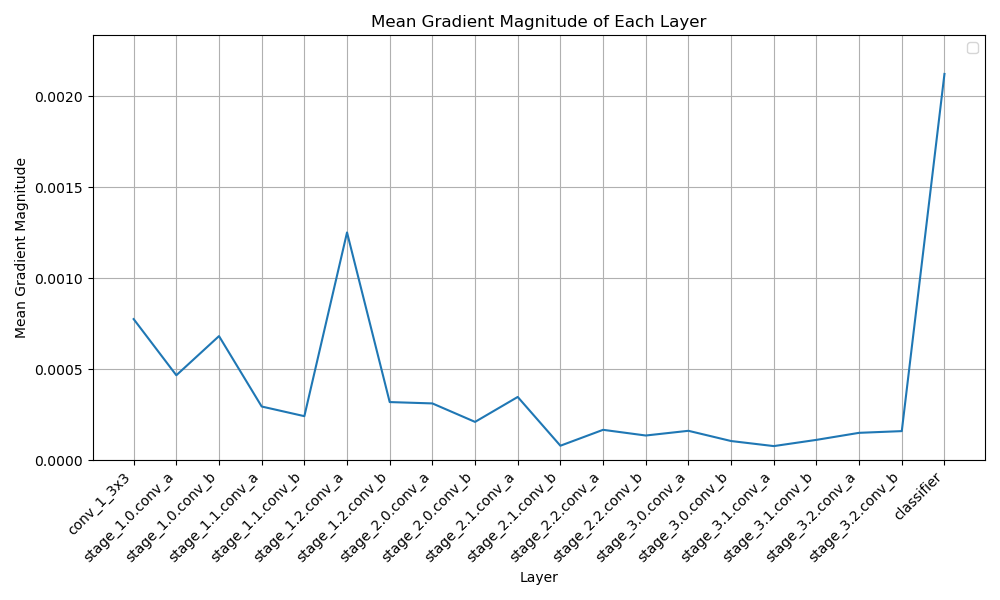 Mean Gradient Magnitude of Each Layer
Mean Gradient Magnitude
0.0020
0.0015
0.0010
0.0005
0.0000
conv_1_3x3
stage_1.0.conv_a
stage_1.0.conv_b
stage_1.1.conv_a
stage_1.1.conv_b
stage_1.2.conv_a
stage_1.2.conv_b
stage_2.0.conv_a
stage_2.0.conv_b
stage_2.1.conv_a
stage_2.1.conv_b
stage_2.2.conv_a
stage_2.2.conv_b
stage_3.0.conv_a
stage_3.0.conv_b
stage_3.1.conv_a
stage_3.1.conv_b
stage_3.2.conv_a
stage_3.2.conv_b
classifier
Layer